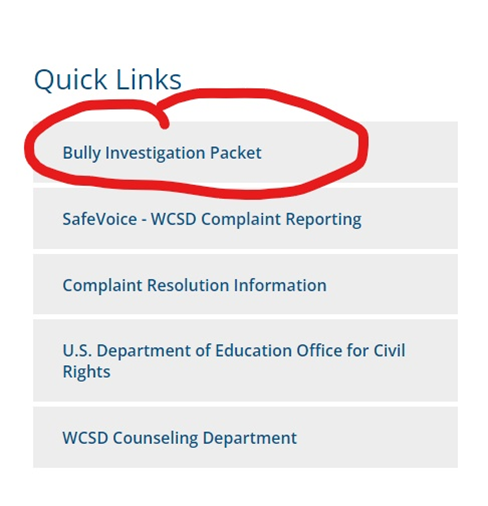 Quick Links
Bully Investigation Packet
SafeVoice - WCSD Complaint Reporting
Complaint Resolution Information
U.S. Department of Education Office for Civil
Rights
WCSD Counseling Department